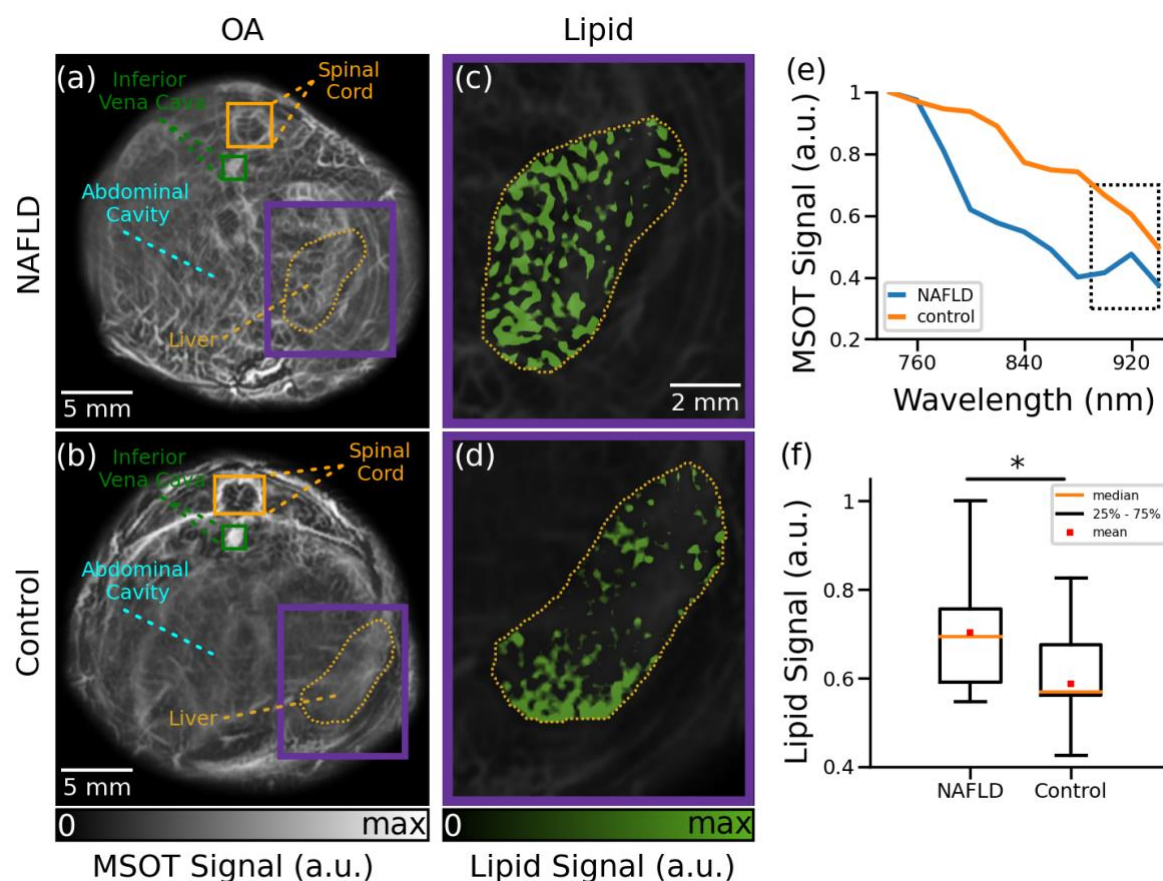 OA
Lipid
NAFLD
(a)
Inferior
Vena Cava
Spinal
Cord
Abdominal
Cavity
Liver
5 mm
(c)
2 mm
(e)
MSOT Signal (a.u.)
1
0.8
0.6
0.4
0.2
NAFLD
control
760
840
920
Wavelength (nm)
Control
(b)
Inferior
Vena Cava
Spinal
Cord
Abdominal
Cavity
Liver
5 mm
(d)
(f)
Lipid Signal (a.u.)
1
0.8
0.6
0.4
*
median
25% - 75%
mean
NAFLD
Control
0
max
MSOT Signal (a.u.)
0
max
Lipid Signal (a.u.)